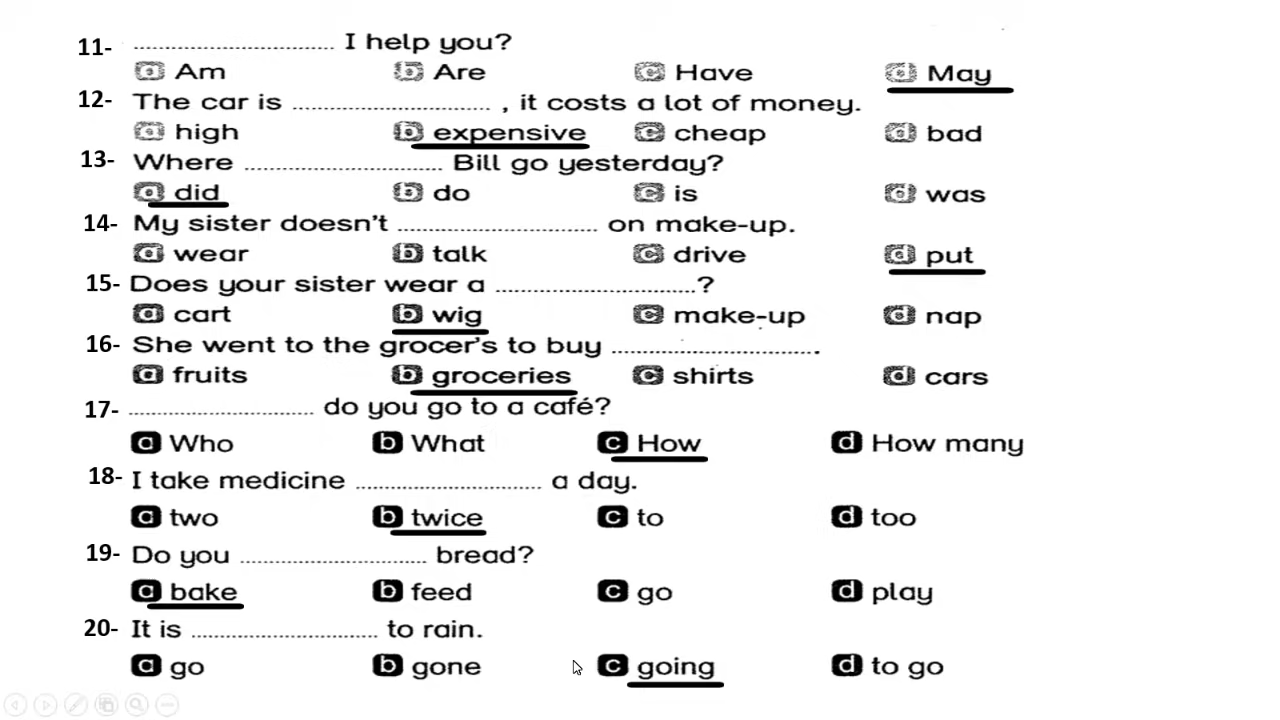 11- .............................. I help you?
a Am b Are c Have d May
12- The car is .............................. , it costs a lot of money.
a high b expensive c cheap d bad
13- Where .............................. Bill go yesterday?
a did b do c is d was
14- My sister doesn't .............................. on make-up.
a wear b talk c drive d put
15- Does your sister wear a ..............................?
a cart b wig c make-up d nap
16- She went to the grocer's to buy ...............................
a fruits b groceries c shirts d cars
17- .............................. do you go to a café?
a Who b What c How d How many
18- I take medicine .............................. a day.
a two b twice c to d too
19- Do you .............................. bread?
a bake b feed c go d play
20- It is .............................. to rain.
a go b gone c going d to go